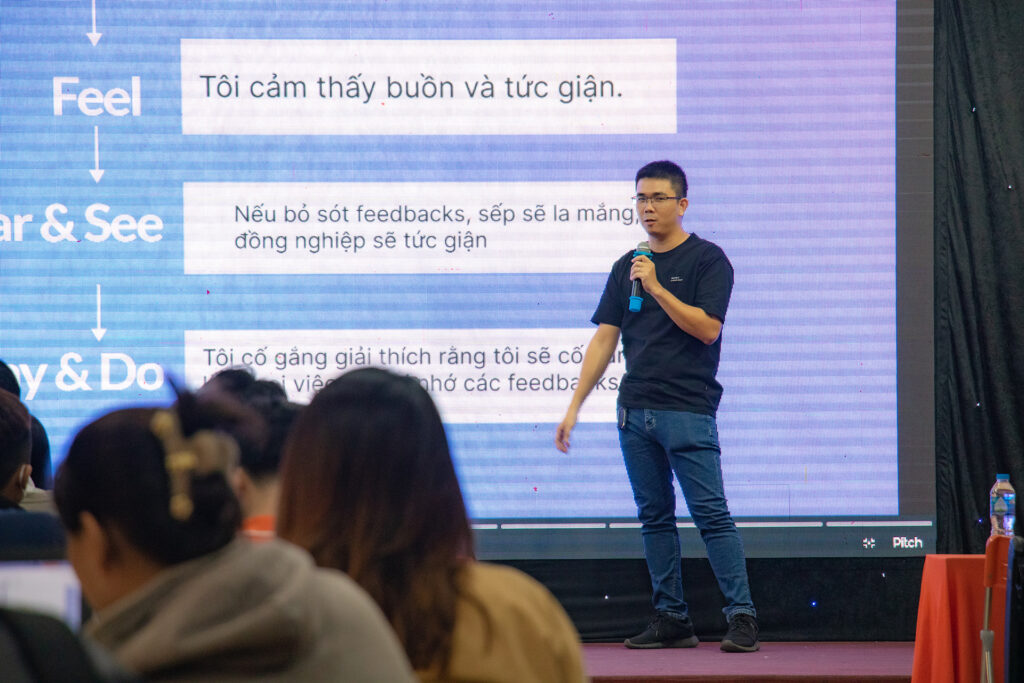 Feel
Tôi cảm thấy buồn và tức giận.
& See
Nếu bỏ sót feedbacks, sếp sẽ la mắng,
đồng nghiệp sẽ tức giận
& Do
Tôi cố gắng giải thích rằng tôi sẽ cố
việc nhớ các feedbacks
Pitch